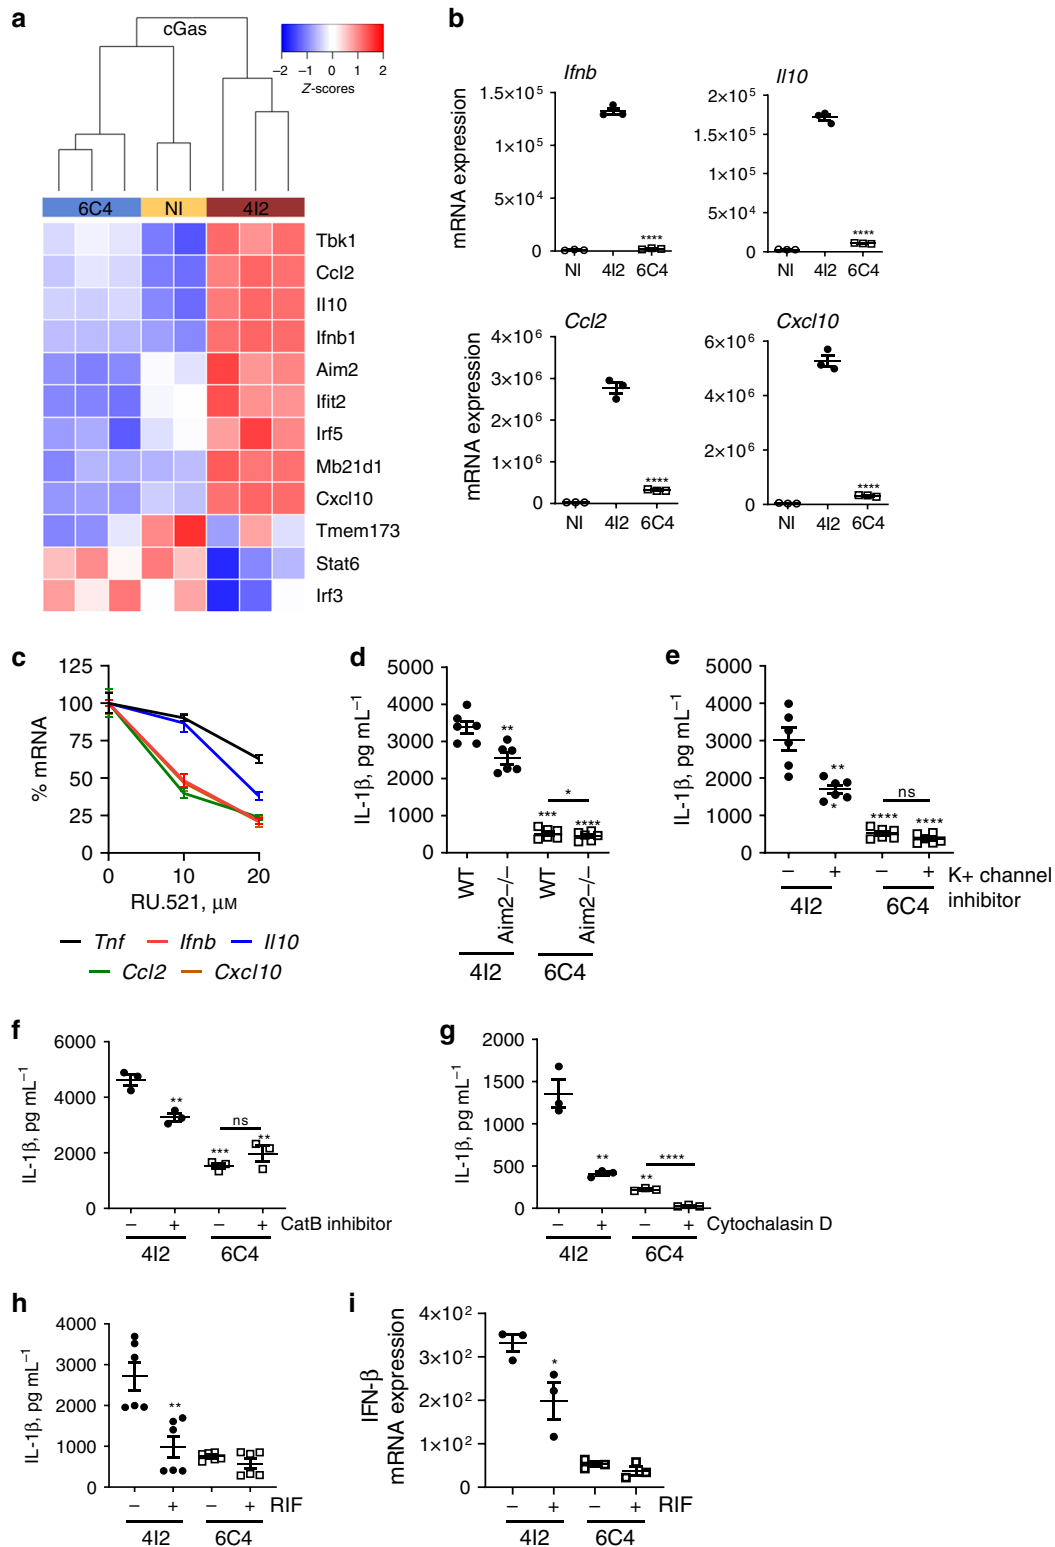 a
cGas
−2 −1 0 1 2
Z-scores
6C4 NI 4I2
Tbk1
Ccl2
Il10
Ifnb1
Aim2
Ifit2
Irf5
Mb21d1
Cxcl10
Tmem173
Stat6
Irf3
b
Ifnb
mRNA expression
1.5×10⁵
1×10⁵
5×10⁴
0
****
NI 4I2 6C4
Il10
2×10⁵
1.5×10⁵
1×10⁵
5×10⁴
0
****
NI 4I2 6C4
Ccl2
mRNA expression
4×10⁶
3×10⁶
2×10⁶
1×10⁶
0
****
NI 4I2 6C4
Cxcl10
6×10⁶
4×10⁶
2×10⁶
0
****
NI 4I2 6C4
c
% mRNA
125
100
75
50
25
0
0 10 20
RU.521, μM
Tnf Ifnb Il10
Ccl2 Cxcl10
d
IL-1β, pg mL⁻¹
5000
4000
3000
2000
1000
0
**
*
*** ****
WT Aim2−/− WT Aim2−/−
4I2 6C4
e
IL-1β, pg mL⁻¹
5000
4000
3000
2000
1000
0
**
*
ns
**** ****
− + − + K+ channel
inhibitor
4I2 6C4
f
IL-1β, pg mL⁻¹
6000
4000
2000
0
**
ns
*** **
− + − + CatB inhibitor
4I2 6C4
g
IL-1β, pg mL⁻¹
2000
1500
1000
500
0
**
****
**
− + − + Cytochalasin D
4I2 6C4
h
IL-1β, pg mL⁻¹
4000
3000
2000
1000
0
**
− + − + RIF
4I2 6C4
i
IFN-β
mRNA expression
4×10²
3×10²
2×10²
1×10²
0
*
− + − + RIF
4I2 6C4